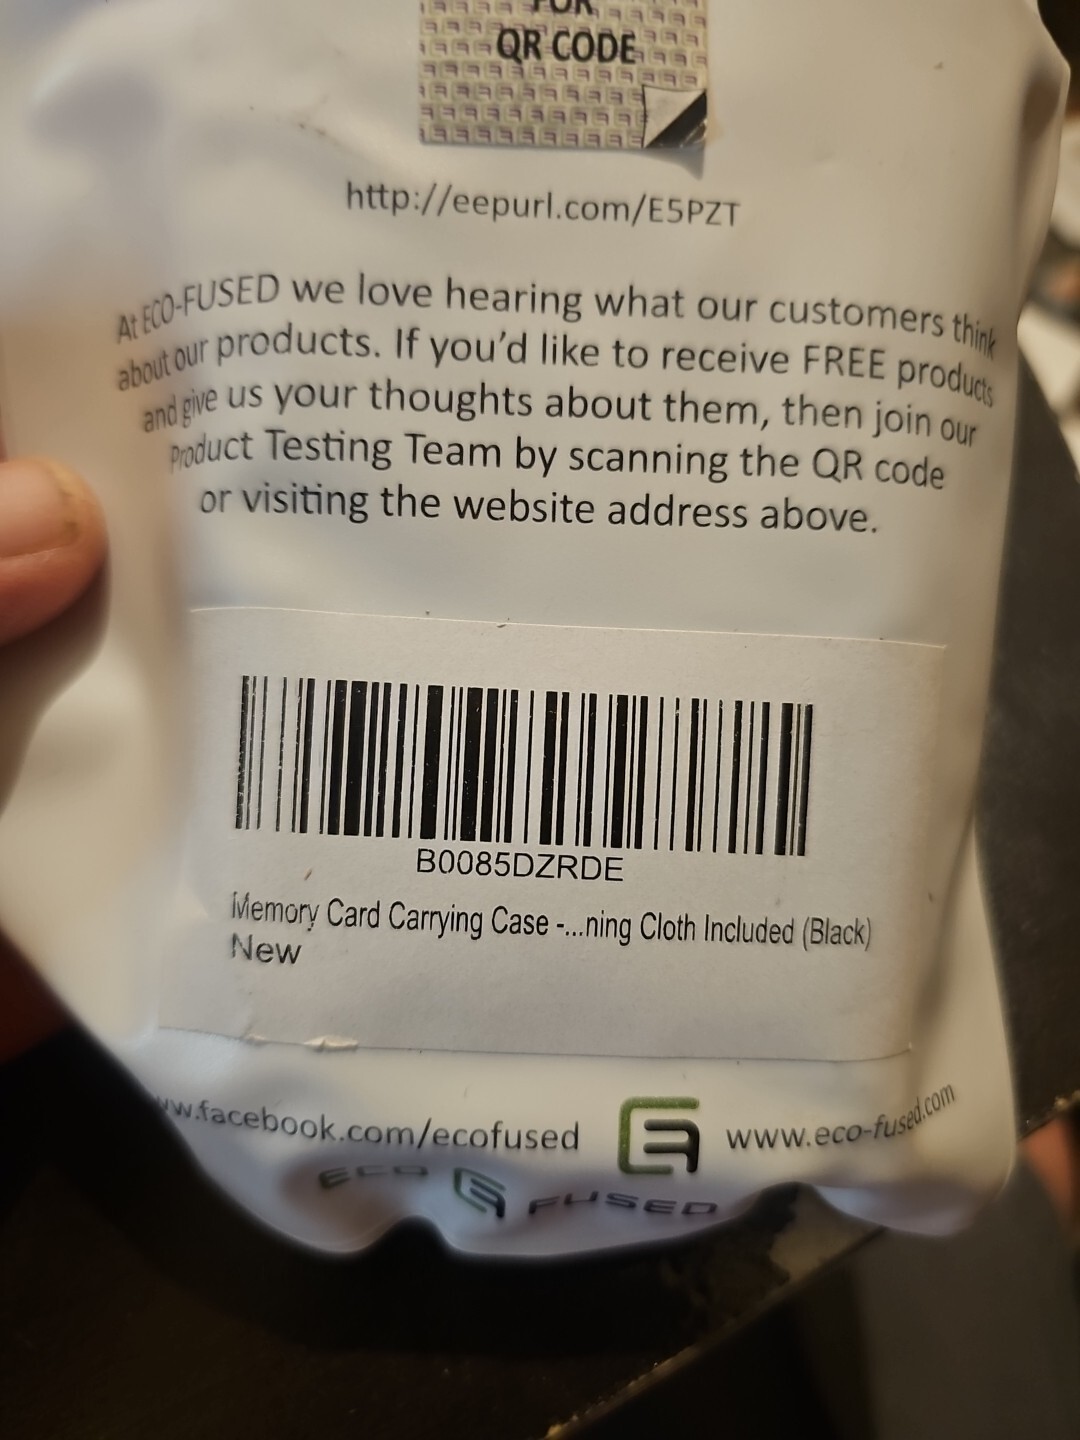 FOR
QR CODE
http://eepurl.com/E5PZT
At ECO-FUSED we love hearing what our customers think
about our products. If you'd like to receive FREE products
and give us your thoughts about them, then join our
Product Testing Team by scanning the QR code
or visiting the website address above.
B0085DZRDE
Memory Card Carrying Case -...ning Cloth Included (Black)
New
ww.facebook.com/ecofused www.eco-fused.com
ECO FUSED